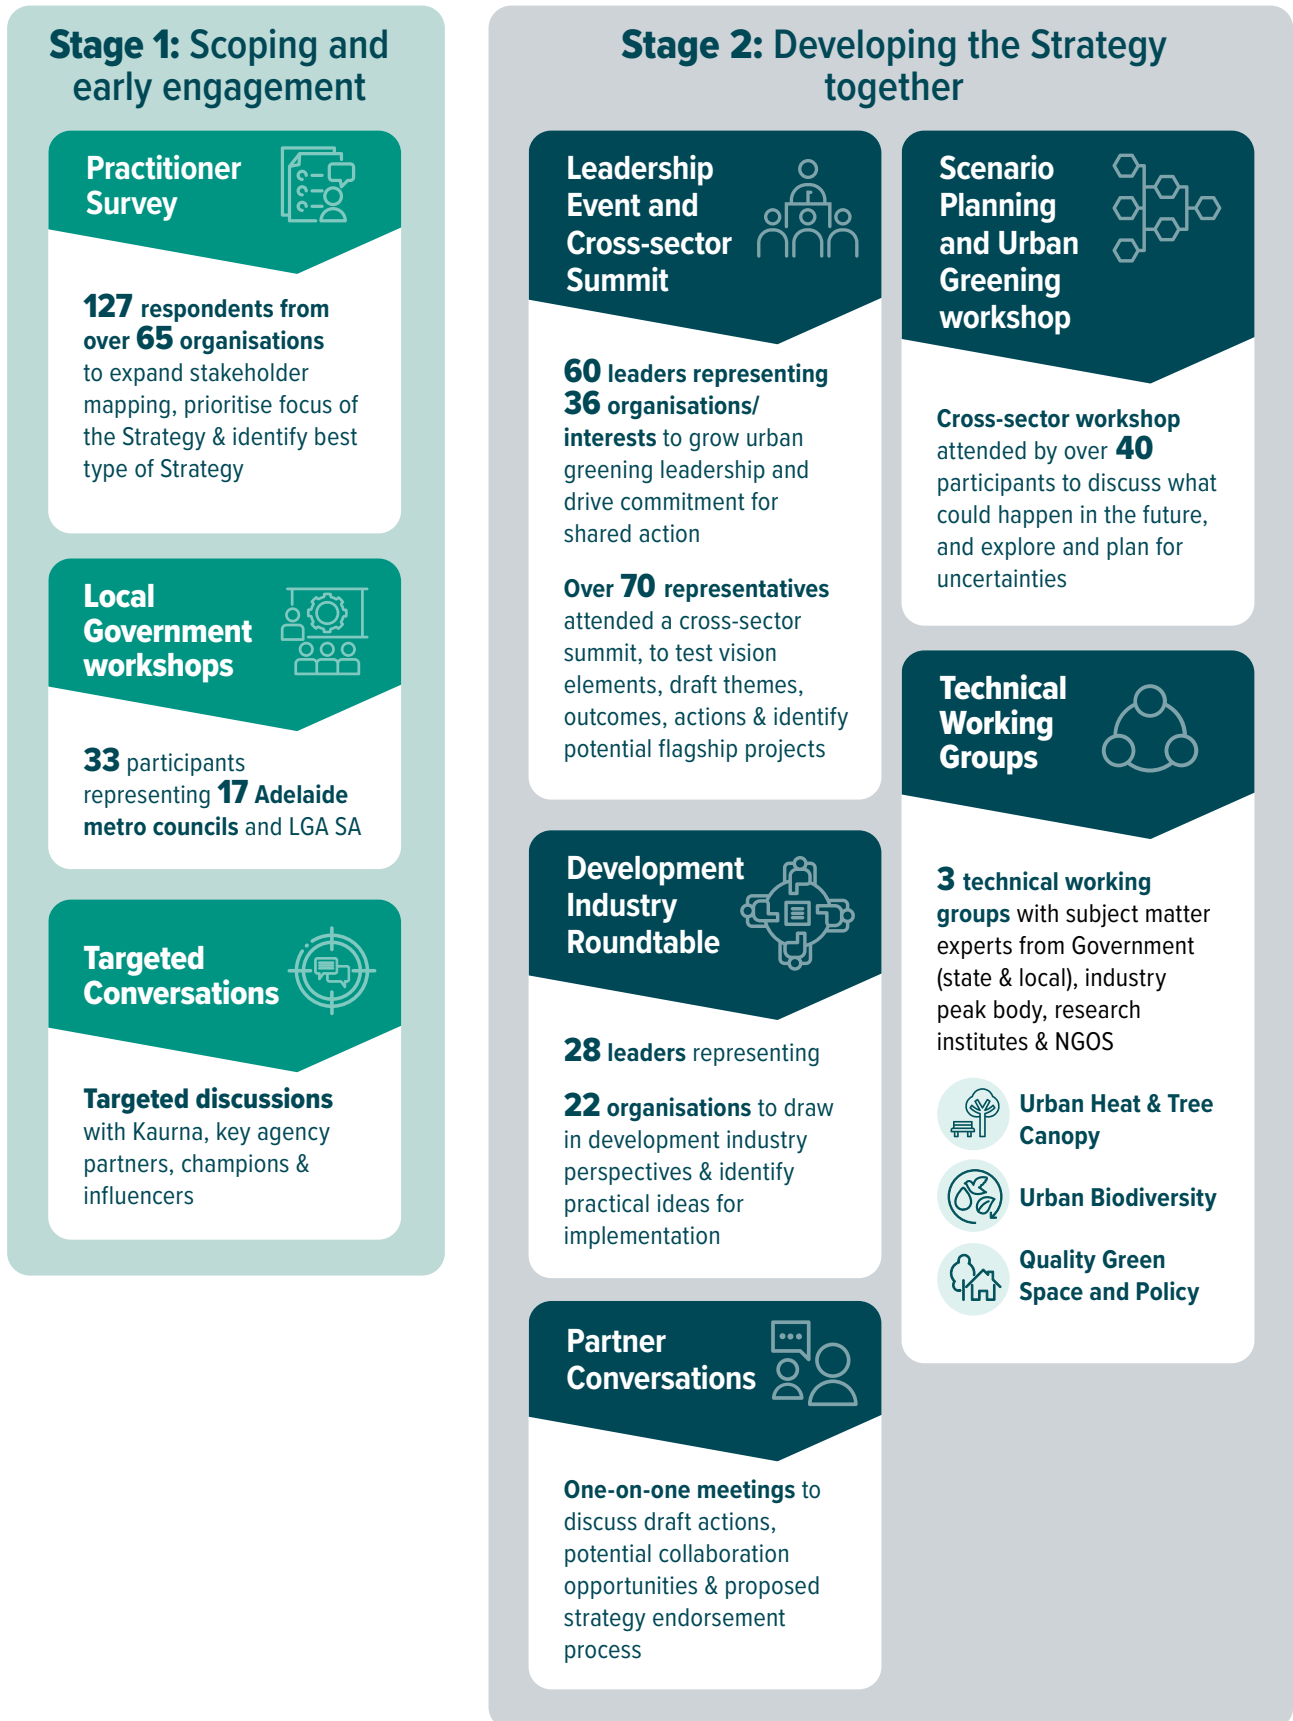 Stage 1: Scoping and
early engagement
Practitioner
Survey
127 respondents from
over 65 organisations
to expand stakeholder
mapping, prioritise focus of
the Strategy & identify best
type of Strategy
Local
Government
workshops
33 participants
representing 17 Adelaide
metro councils and LGA SA
Targeted
Conversations
Targeted discussions
with Kaurna, key agency
partners, champions &
influencers
Stage 2: Developing the Strategy
together
Leadership
Event and
Cross-sector
Summit
60 leaders representing
36 organisations/
interests to grow urban
greening leadership and
drive commitment for
shared action
Over 70 representatives
attended a cross-sector
summit, to test vision
elements, draft themes,
outcomes, actions & identify
potential flagship projects
Development
Industry
Roundtable
28 leaders representing
22 organisations to draw
in development industry
perspectives & identify
practical ideas for
implementation
Partner
Conversations
One-on-one meetings to
discuss draft actions,
potential collaboration
opportunities & proposed
strategy endorsement
process
Scenario
Planning
and Urban
Greening
workshop
Cross-sector workshop
attended by over 40
participants to discuss what
could happen in the future,
and explore and plan for
uncertainties
Technical
Working
Groups
3 technical working
groups with subject matter
experts from Government
(state & local), industry
peak body, research
institutes & NGOS
Urban Heat & Tree
Canopy
Urban Biodiversity
Quality Green
Space and Policy